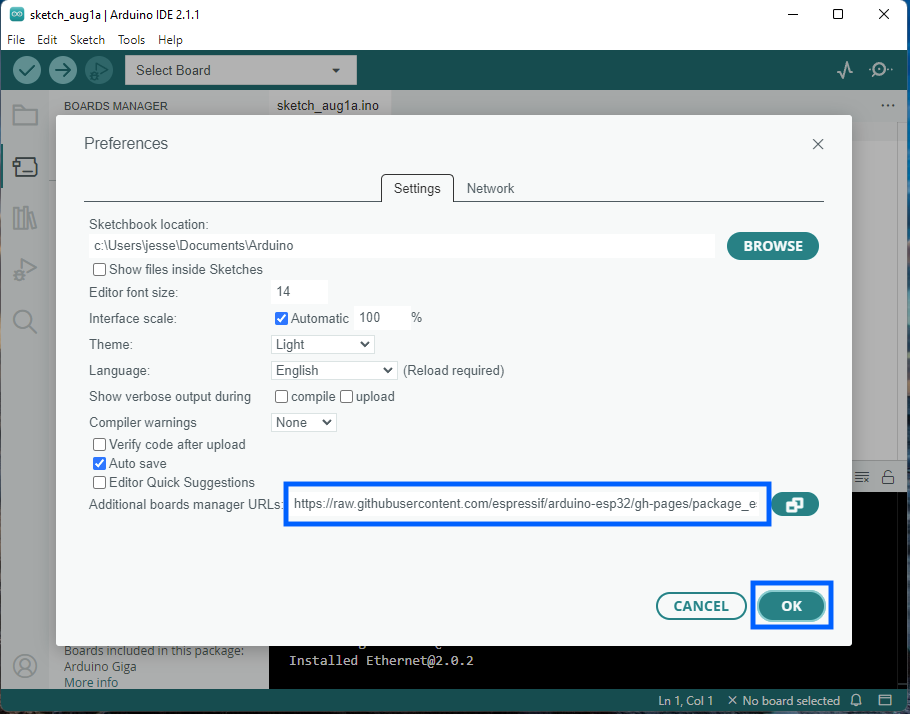 sketch_aug1a | Arduino IDE 2.1.1
File Edit Sketch Tools Help
Select Board
BOARDS MANAGER
sketch_aug1a.ino
Preferences
Settings Network
Sketchbook location:
c:\Users\jesse\Documents\Arduino
BROWSE
Show files inside Sketches
Editor font size: 14
Interface scale: Automatic 100 %
Theme: Light
Language: English (Reload required)
Show verbose output during compile upload
Compiler warnings None
Verify code after upload
Auto save
Editor Quick Suggestions
Additional boards manager URLs: https://raw.githubusercontent.com/espressif/arduino-esp32/gh-pages/package_e
CANCEL OK
Boards included in this package:
Arduino Giga
More info
Installed Ethernet@2.0.2
Ln 1, Col 1 No board selected